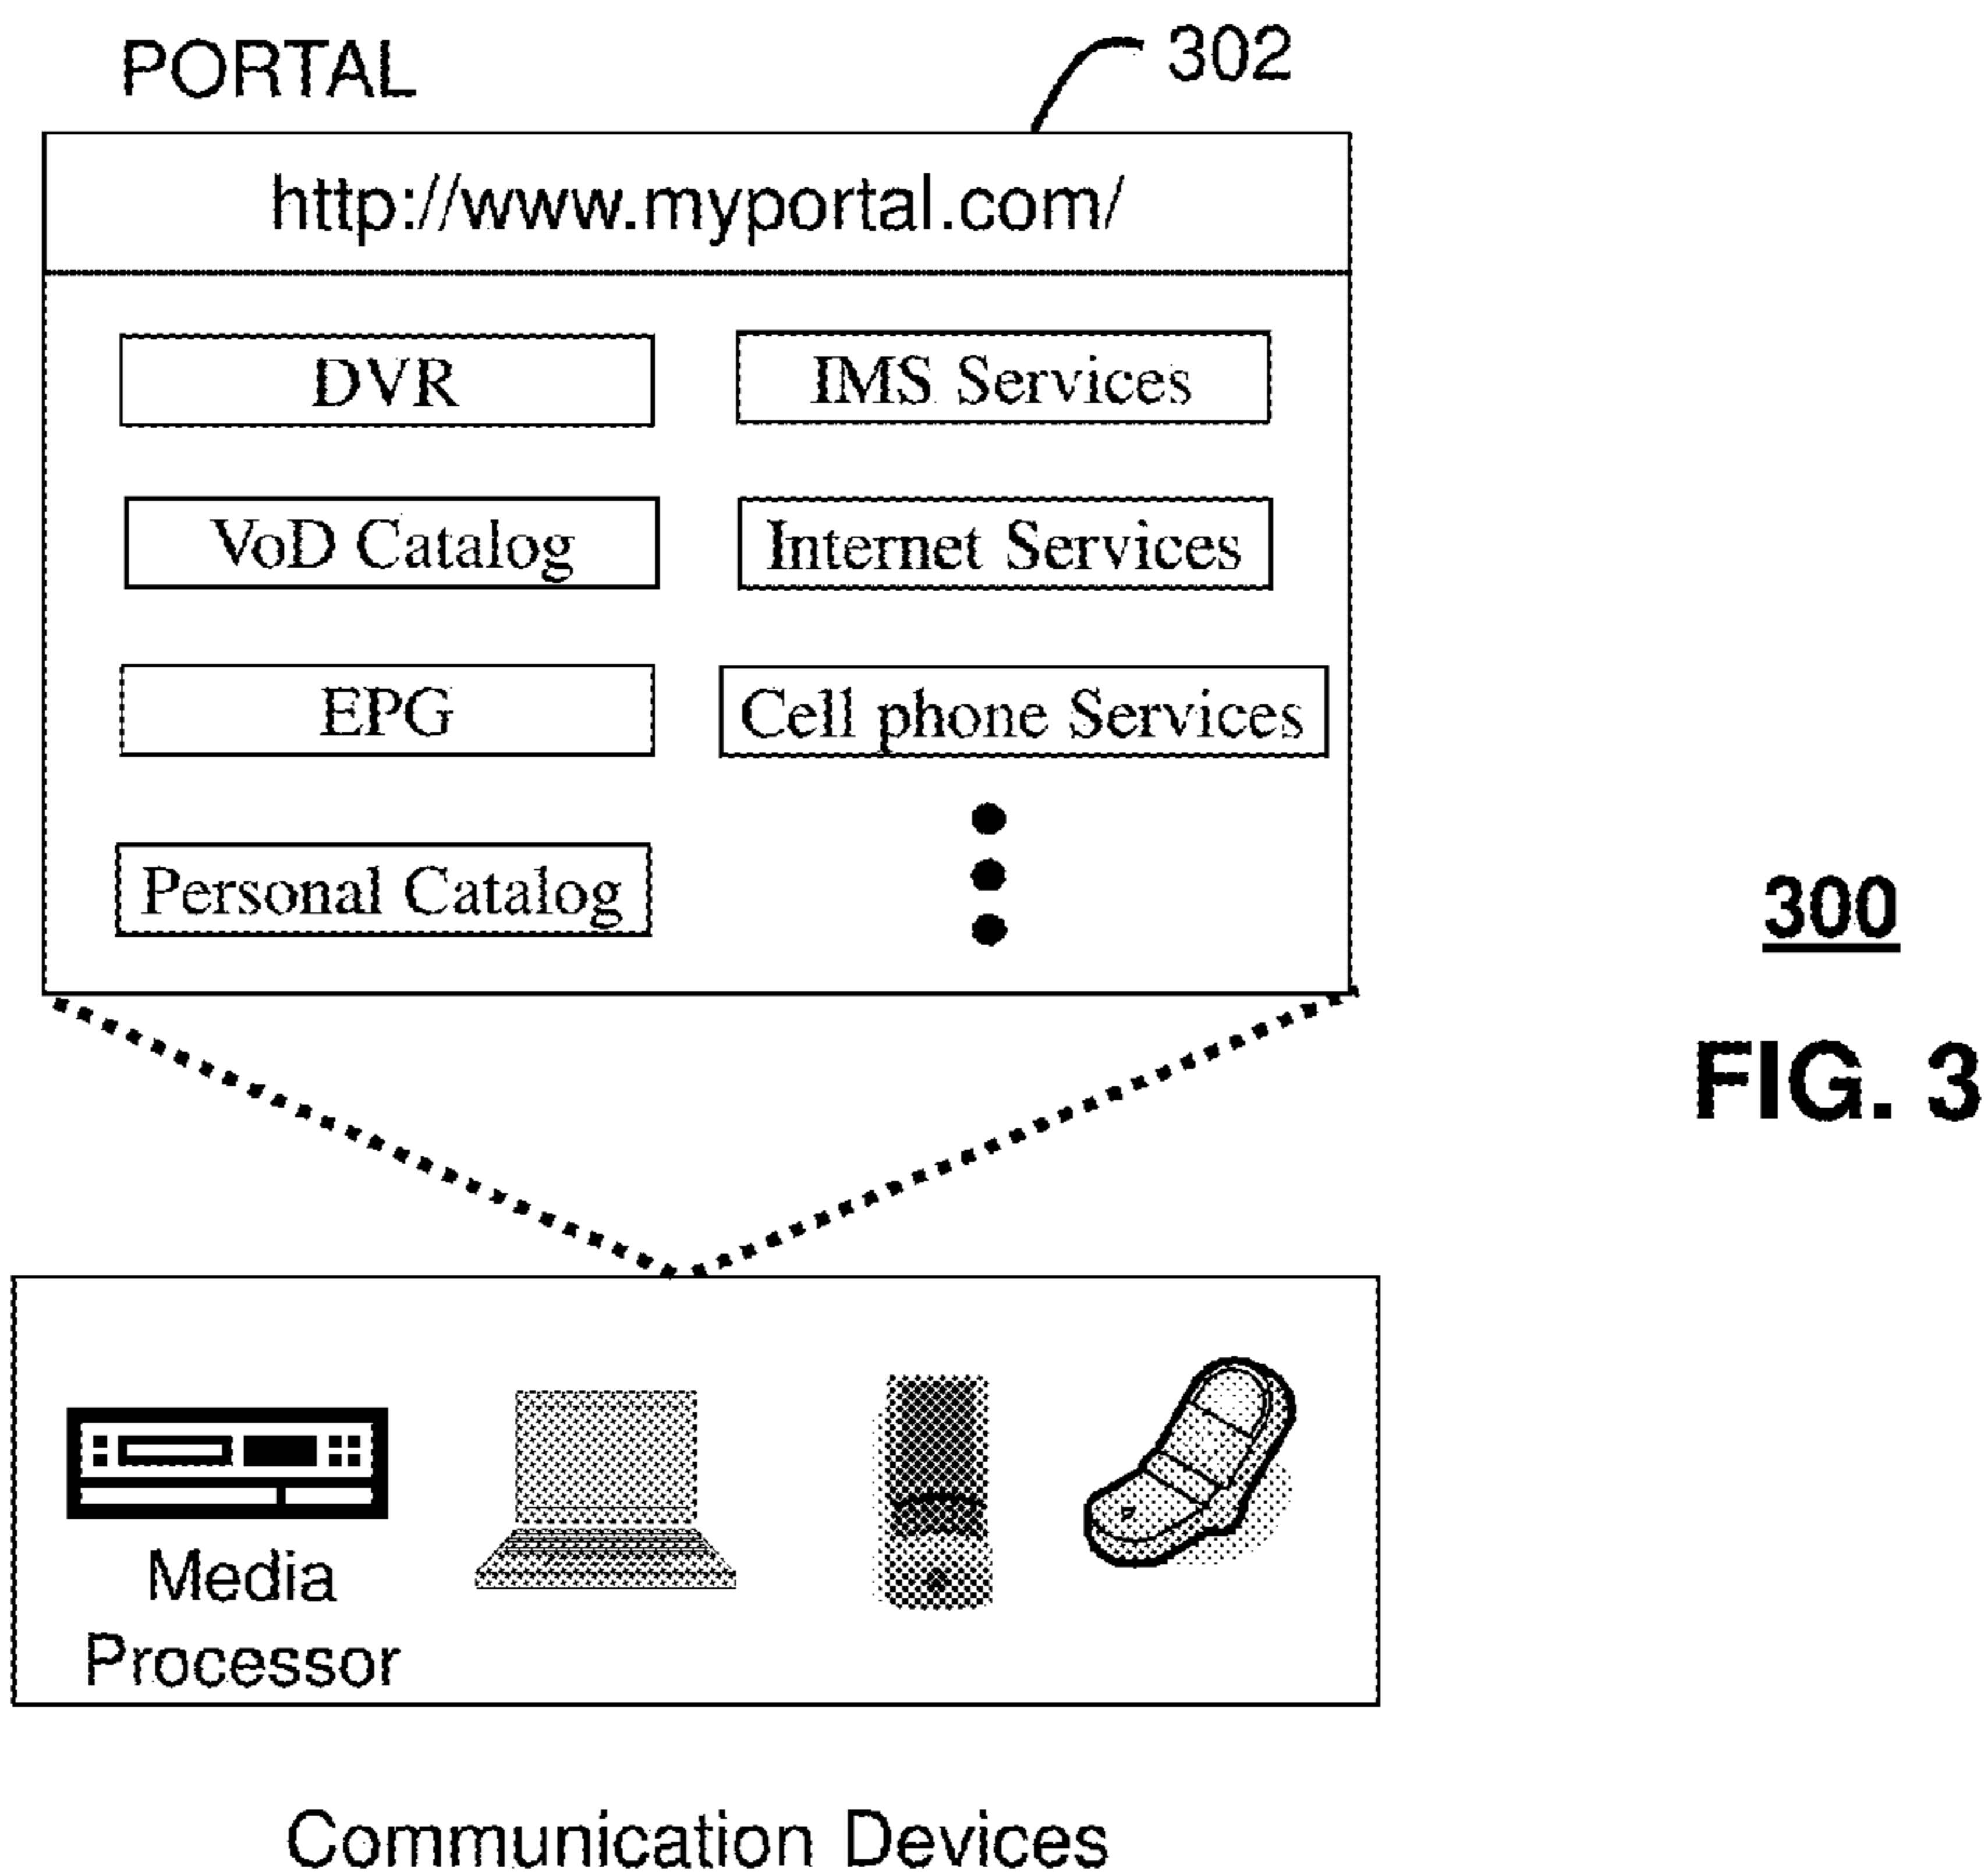 PORTAL
302
http://www.myportal.com/
DVR
IMS Services
VoD Catalog
Internet Services
EPG
Cell phone Services
Personal Catalog
300
FIG. 3
Media
Processor
Communication Devices